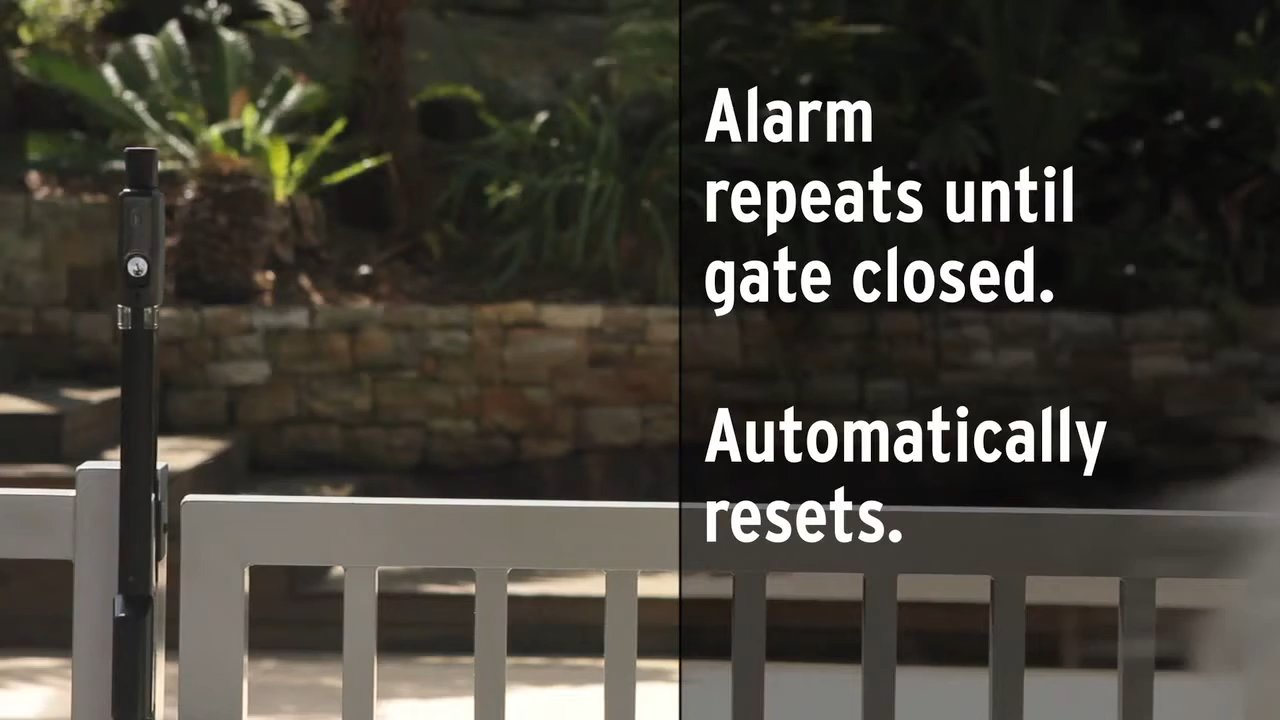 Alarm
repeats until
gate closed.
Automatically
resets.